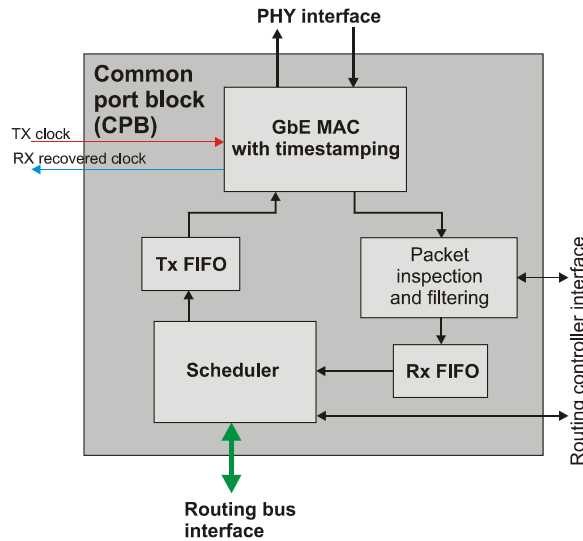 PHY interface
Common
port block
(CPB)
GbE MAC
with timestamping
TX clock
RX recovered clock
Tx FIFO
Packet
inspection
and filtering
Scheduler
Rx FIFO
Routing controller interface
Routing bus
interface